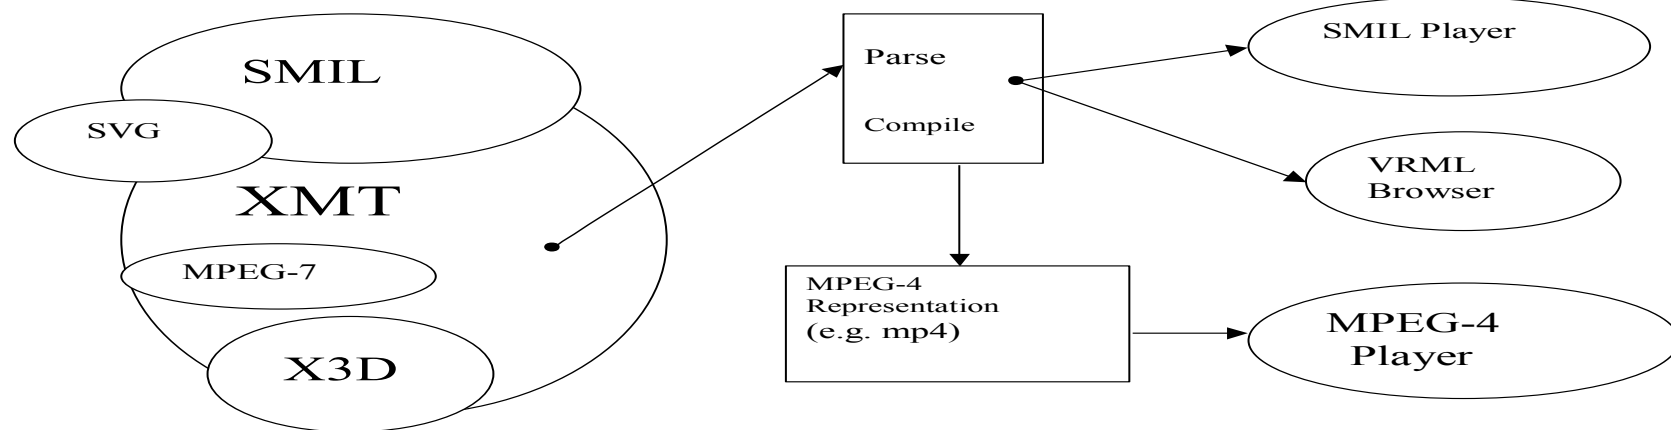 SMIL
SVG
XMT
MPEG-7
X3D
Parse
Compile
SMIL Player
VRML
Browser
MPEG-4
Representation
(e.g. mp4)
MPEG-4
Player